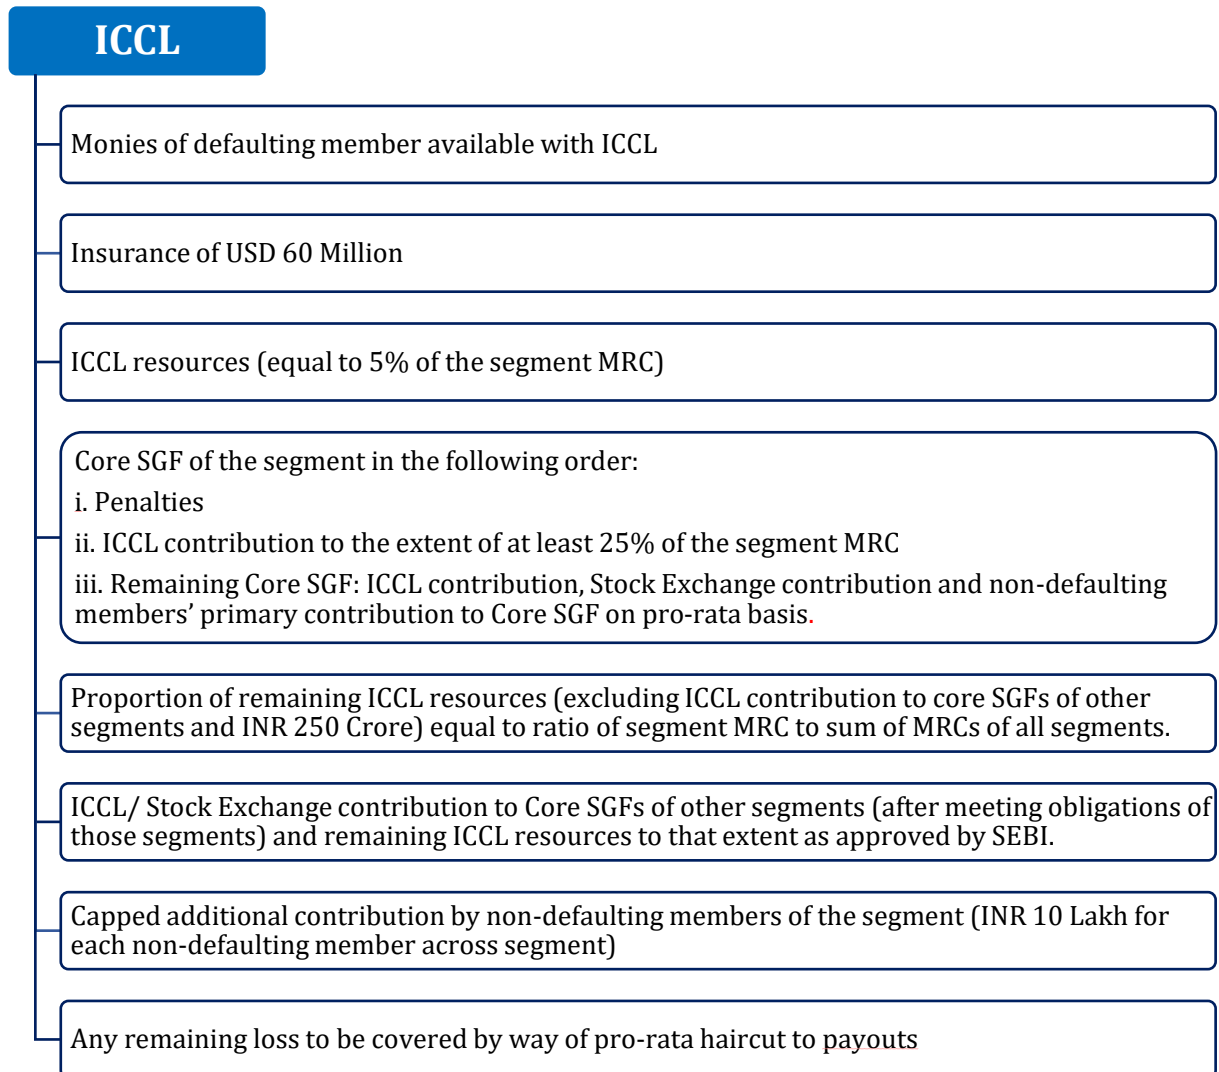 ICCL
Monies of defaulting member available with ICCL
Insurance of USD 60 Million
ICCL resources (equal to 5% of the segment MRC)
Core SGF of the segment in the following order:
i. Penalties
ii. ICCL contribution to the extent of at least 25% of the segment MRC
iii. Remaining Core SGF: ICCL contribution, Stock Exchange contribution and non-defaulting
members’ primary contribution to Core SGF on pro-rata basis.
Proportion of remaining ICCL resources (excluding ICCL contribution to core SGFs of other
segments and INR 250 Crore) equal to ratio of segment MRC to sum of MRCs of all segments.
ICCL/ Stock Exchange contribution to Core SGFs of other segments (after meeting obligations of
those segments) and remaining ICCL resources to that extent as approved by SEBI.
Capped additional contribution by non-defaulting members of the segment (INR 10 Lakh for
each non-defaulting member across segment)
Any remaining loss to be covered by way of pro-rata haircut to payouts